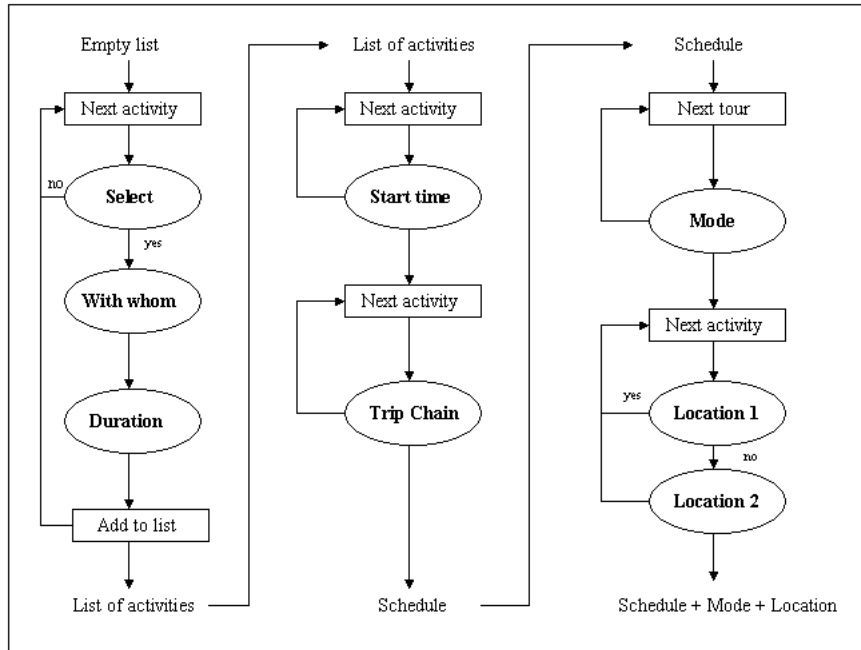 Empty list
Next activity
no
Select
yes
With whom
Duration
Add to list
List of activities
List of activities
Next activity
Start time
Next activity
Trip Chain
Schedule
Schedule
Next tour
Mode
Next activity
yes
Location 1
no
Location 2
Schedule + Mode + Location